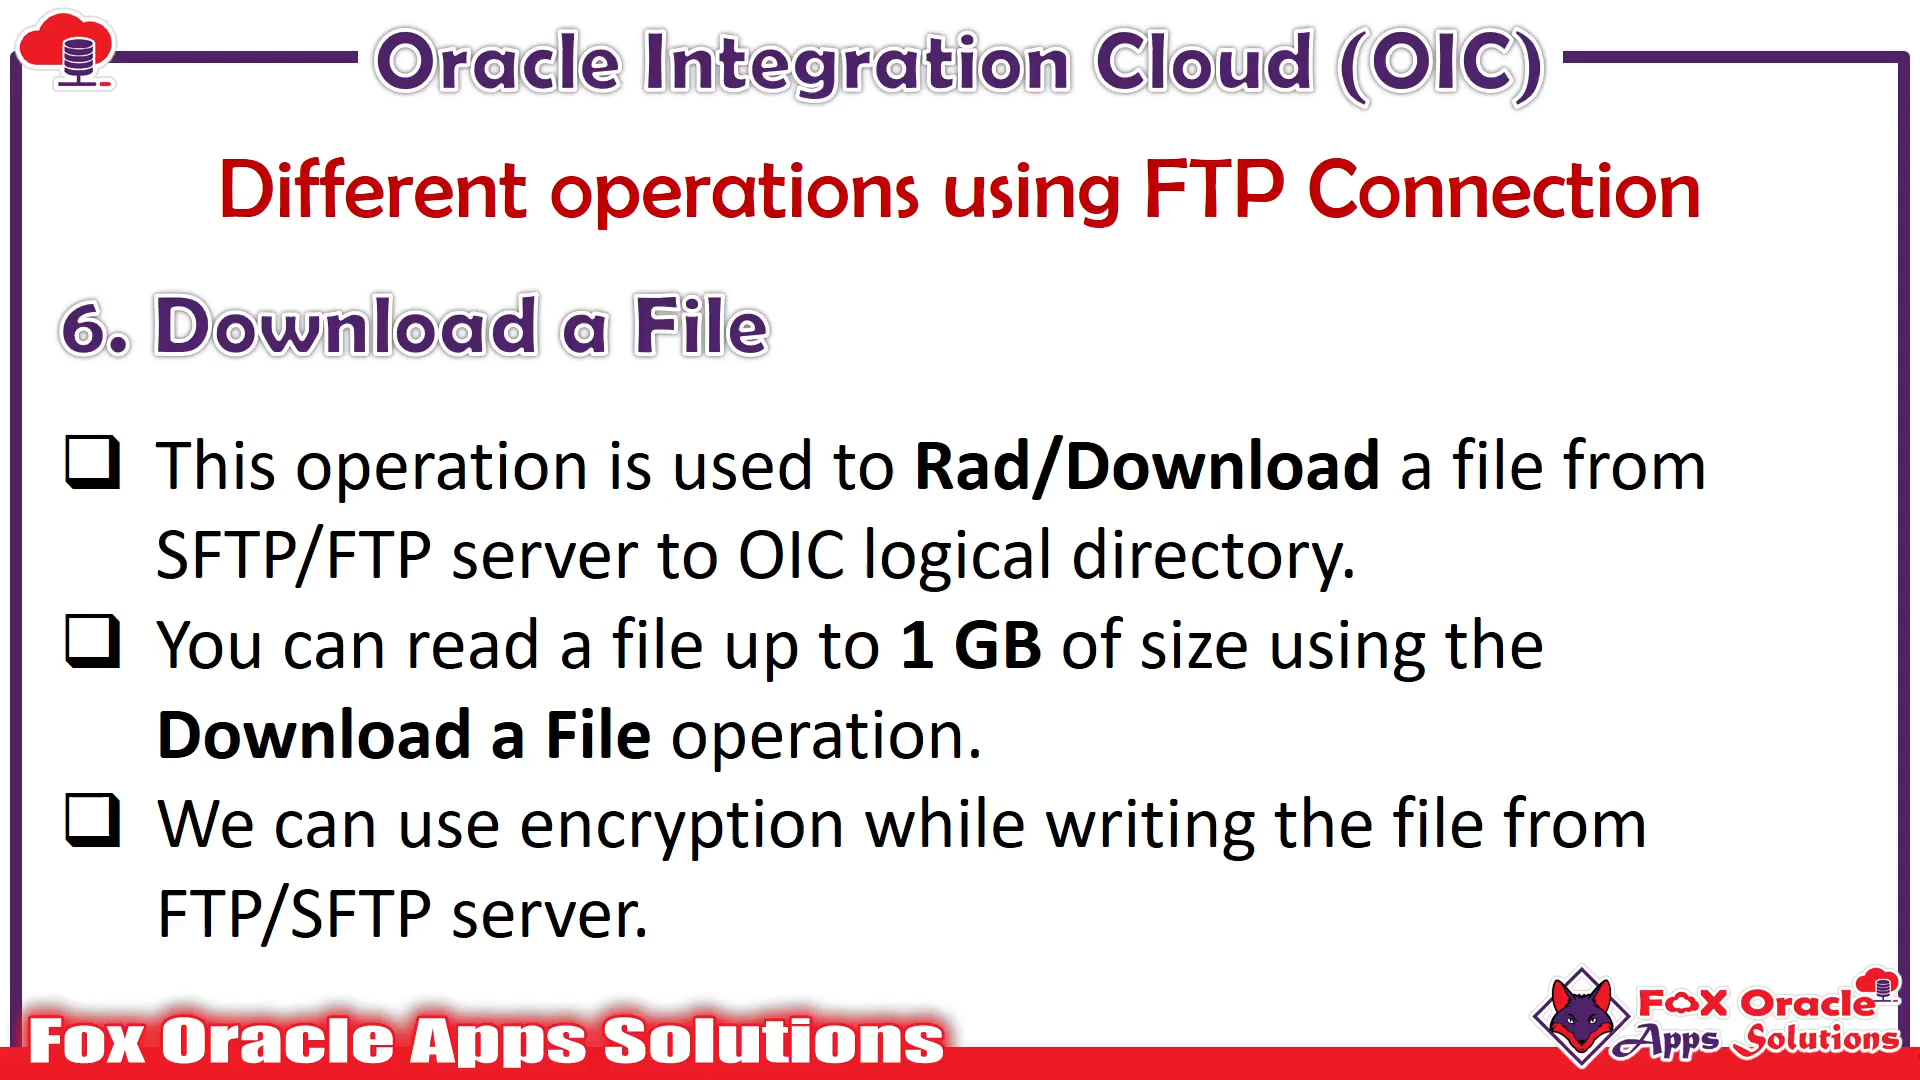 Oracle Integration Cloud (OIC)
Different operations using FTP Connection
6. Download a File
This operation is used to Rad/Download a file from
SFTP/FTP server to OIC logical directory.
You can read a file up to 1 GB of size using the
Download a File operation.
We can use encryption while writing the file from
FTP/SFTP server.
Fox Oracle Apps Solutions
Fox Oracle
Apps Solutions